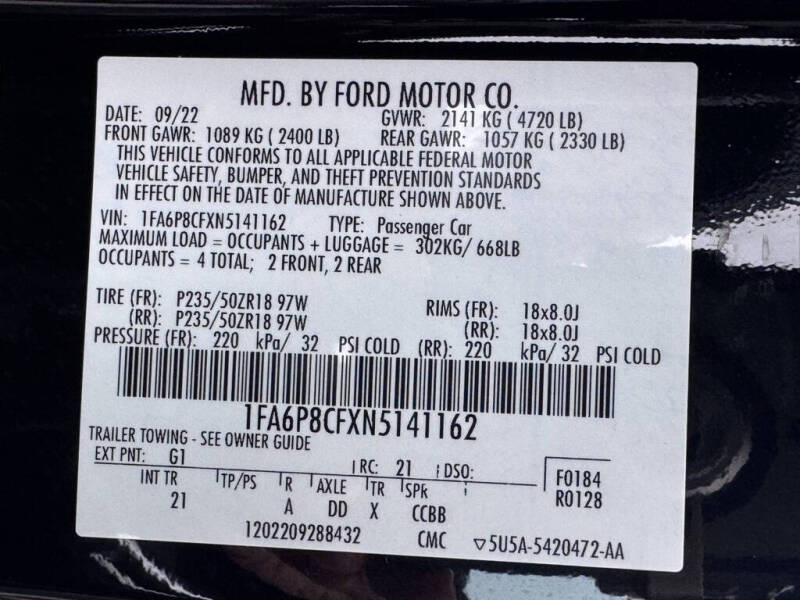 MFD. BY FORD MOTOR CO.
DATE: 09/22 GVWR: 2141 KG ( 4720 LB)
FRONT GAWR: 1089 KG ( 2400 LB) REAR GAWR: 1057 KG ( 2330 LB)
THIS VEHICLE CONFORMS TO ALL APPLICABLE FEDERAL MOTOR
VEHICLE SAFETY, BUMPER, AND THEFT PREVENTION STANDARDS
IN EFFECT ON THE DATE OF MANUFACTURE SHOWN ABOVE.
VIN: 1FA6P8CFXN5141162 TYPE: Passenger Car
MAXIMUM LOAD = OCCUPANTS + LUGGAGE = 302KG/ 668LB
OCCUPANTS = 4 TOTAL; 2 FRONT, 2 REAR
TIRE (FR): P235/50ZR18 97W RIMS (FR): 18x8.0J
(RR): P235/50ZR18 97W (RR): 18x8.0J
PRESSURE (FR): 220 kPa/ 32 PSI COLD (RR): 220 kPa/ 32 PSI COLD
1FA6P8CFXN5141162
TRAILER TOWING - SEE OWNER GUIDE
EXT PNT: G1 RC: 21 DSO: F0184
INT TR TP/PS R AXLE TR SPR R0128
21 A DD X CCBB
1202209288432 CMC ▽5U5A-5420472-AA